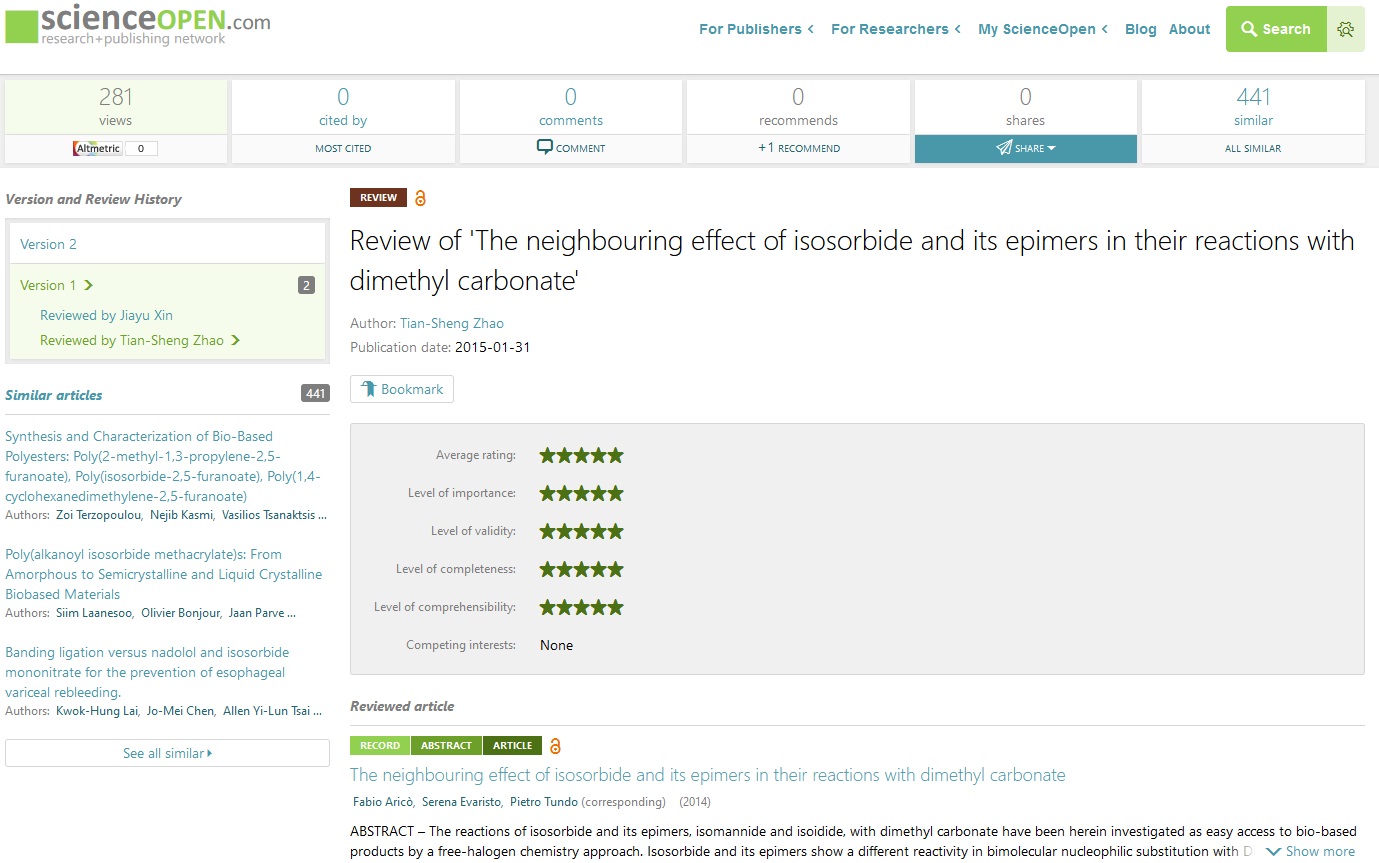 scienceOPEN.com
research+publishing network
For Publishers
For Researchers
My ScienceOpen
Blog
About
Search
281
views
Altmetric 0
0
cited by
MOST CITED
0
comments
COMMENT
0
recommends
+1 RECOMMEND
0
shares
SHARE
441
similar
ALL SIMILAR
Version and Review History
Version 2
Version 1
2
Reviewed by Jiayu Xin
Reviewed by Tian-Sheng Zhao
Similar articles
441
Synthesis and Characterization of Bio-Based
Polyesters: Poly(2-methyl-1,3-propylene-2,5-
furanoate), Poly(isosorbide-2,5-furanoate), Poly(1,4-
cyclohexanedimethylene-2,5-furanoate)
Authors: Zoi Terzopoulou, Nejib Kasmi, Vasilios Tsanaktsis ...
Poly(alkanoyl isosorbide methacrylate)s: From
Amorphous to Semicrystalline and Liquid Crystalline
Biobased Materials
Authors: Siim Laanesoo, Olivier Bonjour, Jaan Parve ...
Banding ligation versus nadolol and isosorbide
mononitrate for the prevention of esophageal
variceal rebleeding.
Authors: Kwok-Hung Lai, Jo-Mei Chen, Allen Yi-Lun Tsai ...
See all similar
REVIEW
Review of 'The neighbouring effect of isosorbide and its epimers in their reactions with
dimethyl carbonate'
Author: Tian-Sheng Zhao
Publication date: 2015-01-31
Bookmark
Average rating:
Level of importance:
Level of validity:
Level of completeness:
Level of comprehensibility:
Competing interests: None
Reviewed article
RECORD ABSTRACT ARTICLE
The neighbouring effect of isosorbide and its epimers in their reactions with dimethyl carbonate
Fabio Aricò, Serena Evaristo, Pietro Tundo (corresponding) (2014)
ABSTRACT – The reactions of isosorbide and its epimers, isomannide and isoidide, with dimethyl carbonate have been herein investigated as easy access to bio-based
products by a free-halogen chemistry approach. Isosorbide and its epimers show a different reactivity in bimolecular nucleophilic substitution with D Show more